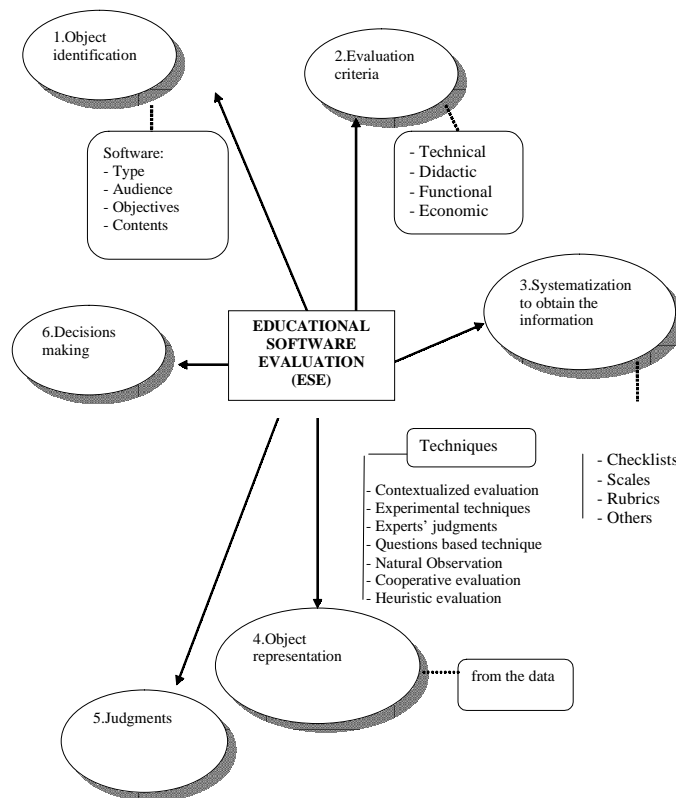 1.Object
identification
2.Evaluation
criteria
Software:
- Type
- Audience
- Objectives
- Contents
- Technical
- Didactic
- Functional
- Economic
3.Systematization
to obtain the
information
6.Decisions
making
EDUCATIONAL
SOFTWARE
EVALUATION
(ESE)
Techniques
- Contextualized evaluation
- Experimental techniques
- Experts' judgments
- Questions based technique
- Natural Observation
- Cooperative evaluation
- Heuristic evaluation
- Checklists
- Scales
- Rubrics
- Others
4.Object
representation
from the data
5.Judgments